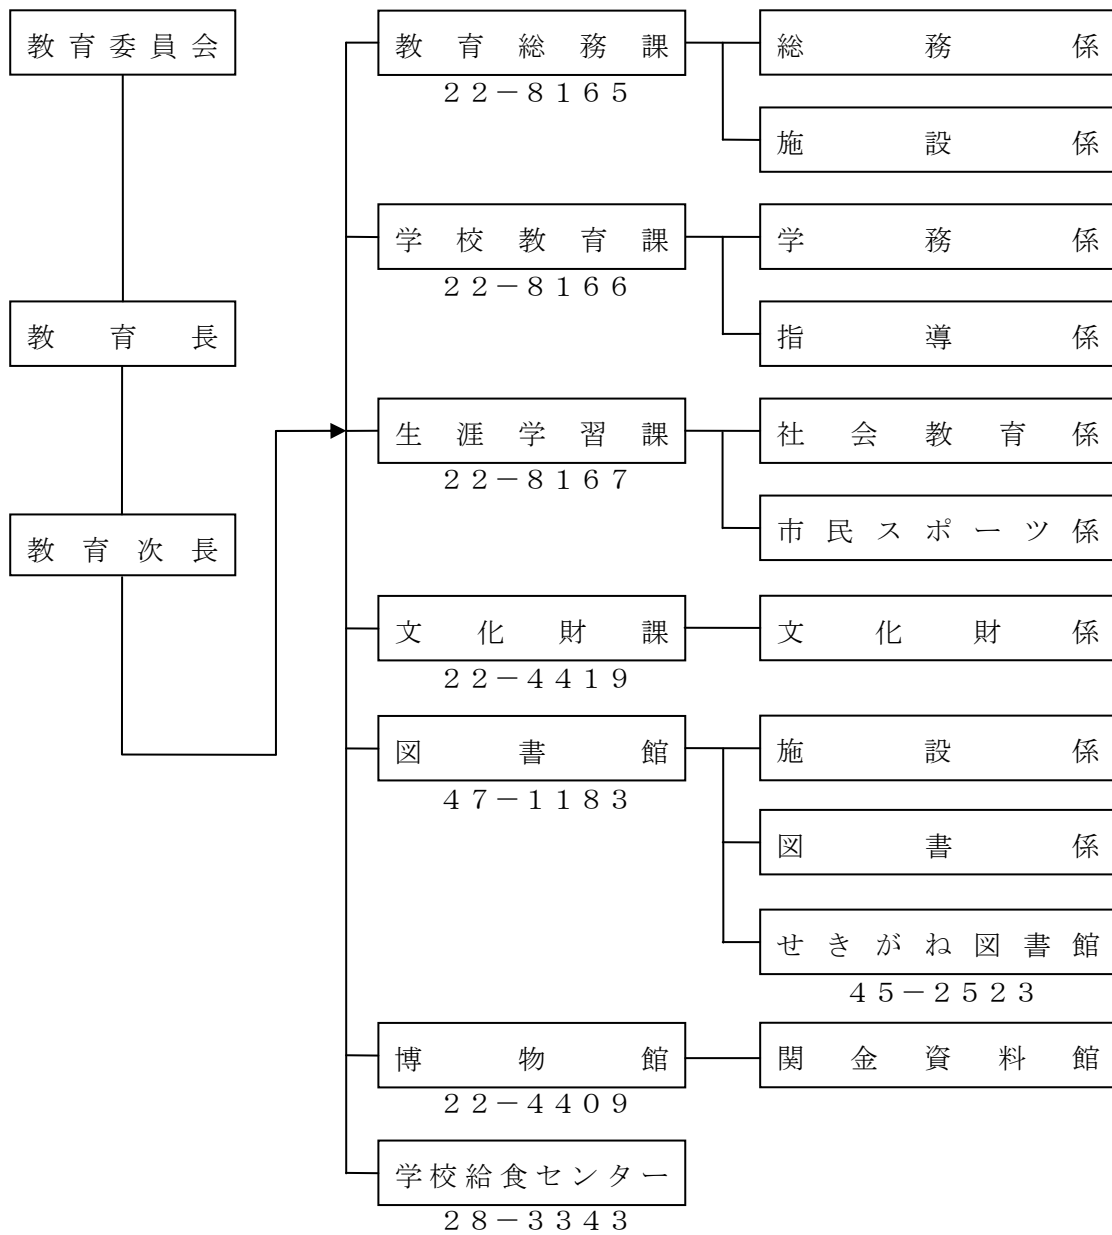 教育委員会
教育長
教育次長
教育総務課
２２－８１６５
総務係
施設係
学校教育課
２２－８１６６
学務係
指導係
生涯学習課
２２－８１６７
社会教育係
市民スポーツ係
文化財課
２２－４４１９
文化財係
図書館
４７－１１８３
施設係
図書係
せきがね図書館
４５－２５２３
博物館
２２－４４０９
関金資料館
学校給食センター
２８－３３４３